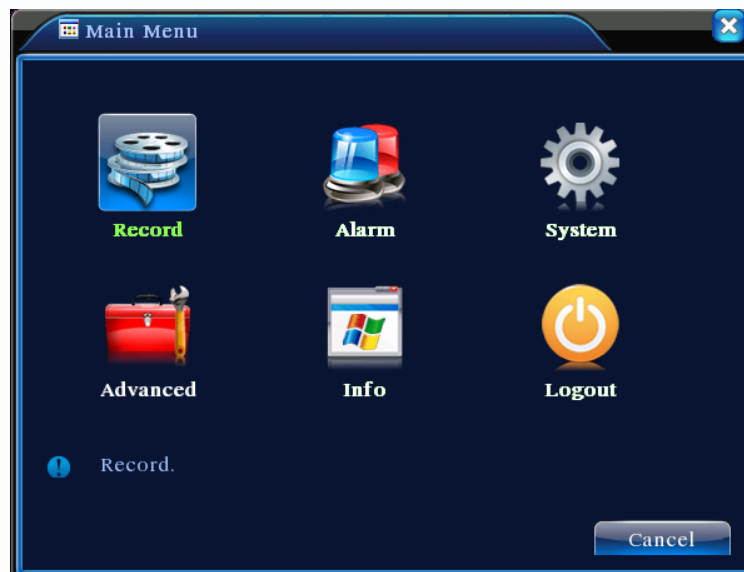 Main Menu
Record Alarm System
Advanced Info Logout
Record.
Cancel